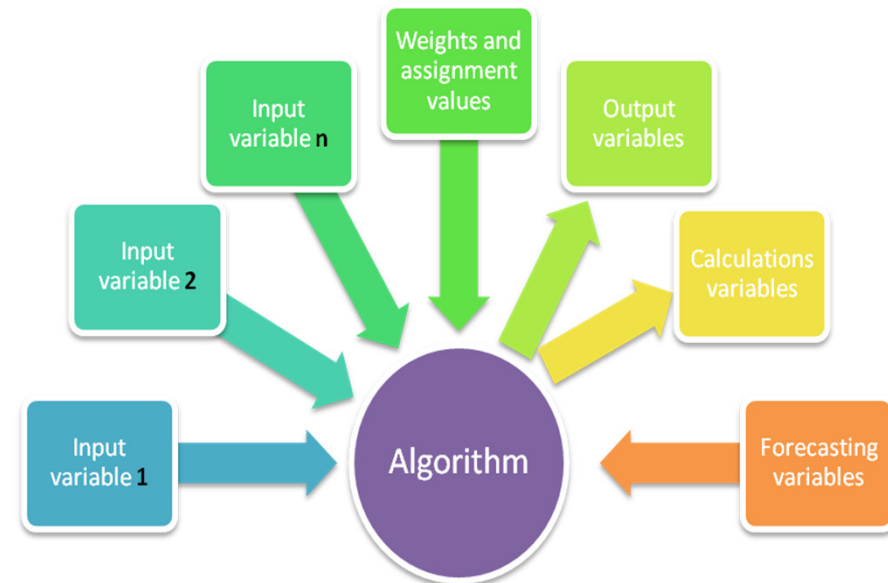 Weights and
assignment
values
Input
variable n
Output
variables
Input
variable 2
Calculations
variables
Input
variable 1
Algorithm
Forecasting
variables